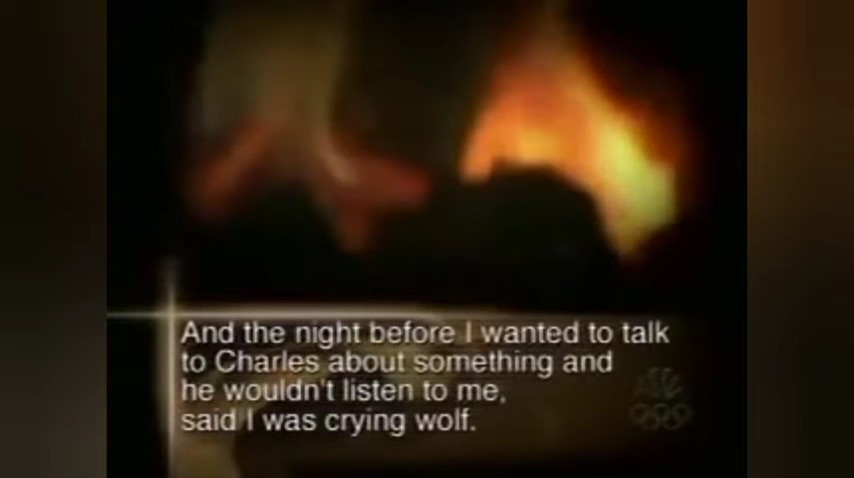 And the night before I wanted to talk
to Charles about something and
he wouldn't listen to me,
said I was crying wolf.